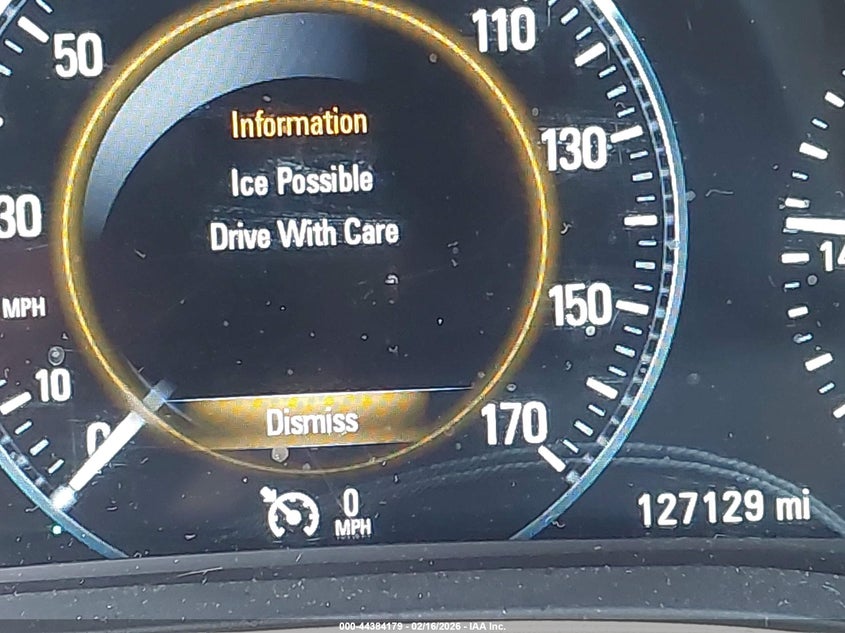 50
110
Information
130
Ice Possible
30
Drive With Care
MPH
150
10
0
Dismiss
170
0
MPH
127129 mi
000-44384179 - 02/16/2026 - IAA Inc.